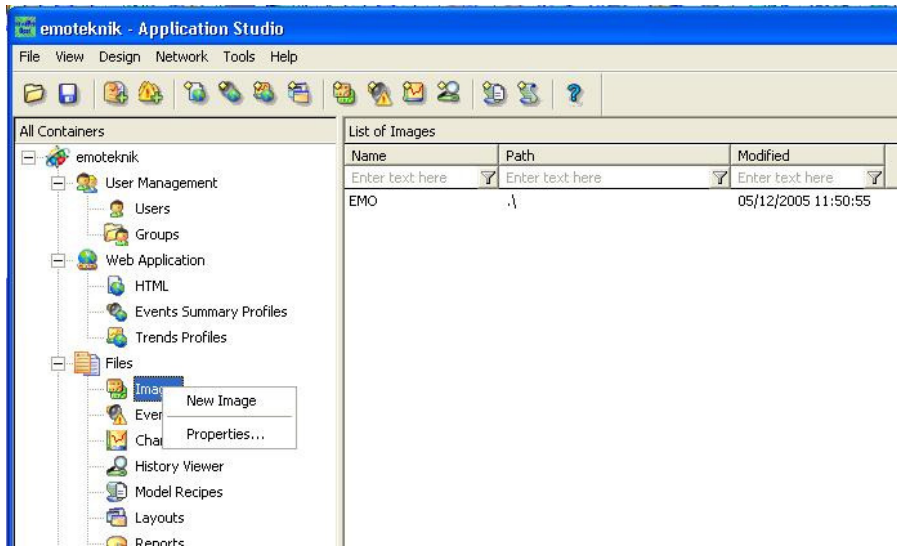 emoteknik - Application Studio
File View Design Network Tools Help
All Containers
emoteknik
User Management
Users
Groups
Web Application
HTML
Events Summary Profiles
Trends Profiles
Files
New Image
Properties...
History Viewer
Model Recipes
Layouts
Reports
List of Images
Name Path Modified
Enter text here Enter text here Enter text here
EMO .\ 05/12/2005 11:50:55